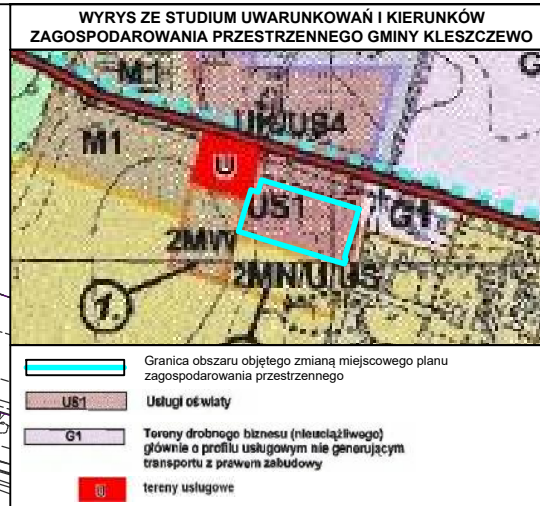 WYRYS ZE STUDIUM UWARUNKOWAŃ I KIERUNKÓW
ZAGOSPODAROWANIA PRZESTRZENNEGO GMINY KLESZCZEWO
M1
G
M1
U
US1
G1
2MW
2MN/U/US
1.
Granica obszaru objętego zmianą miejscowego planu
zagospodarowania przestrzennego
US1 Usługi oświaty
G1 Tereny drobnego biznesu (nieuciążliwego)
głównie o profilu usługowym nie generującym
transportu z prawem zabudowy
U tereny usługowe